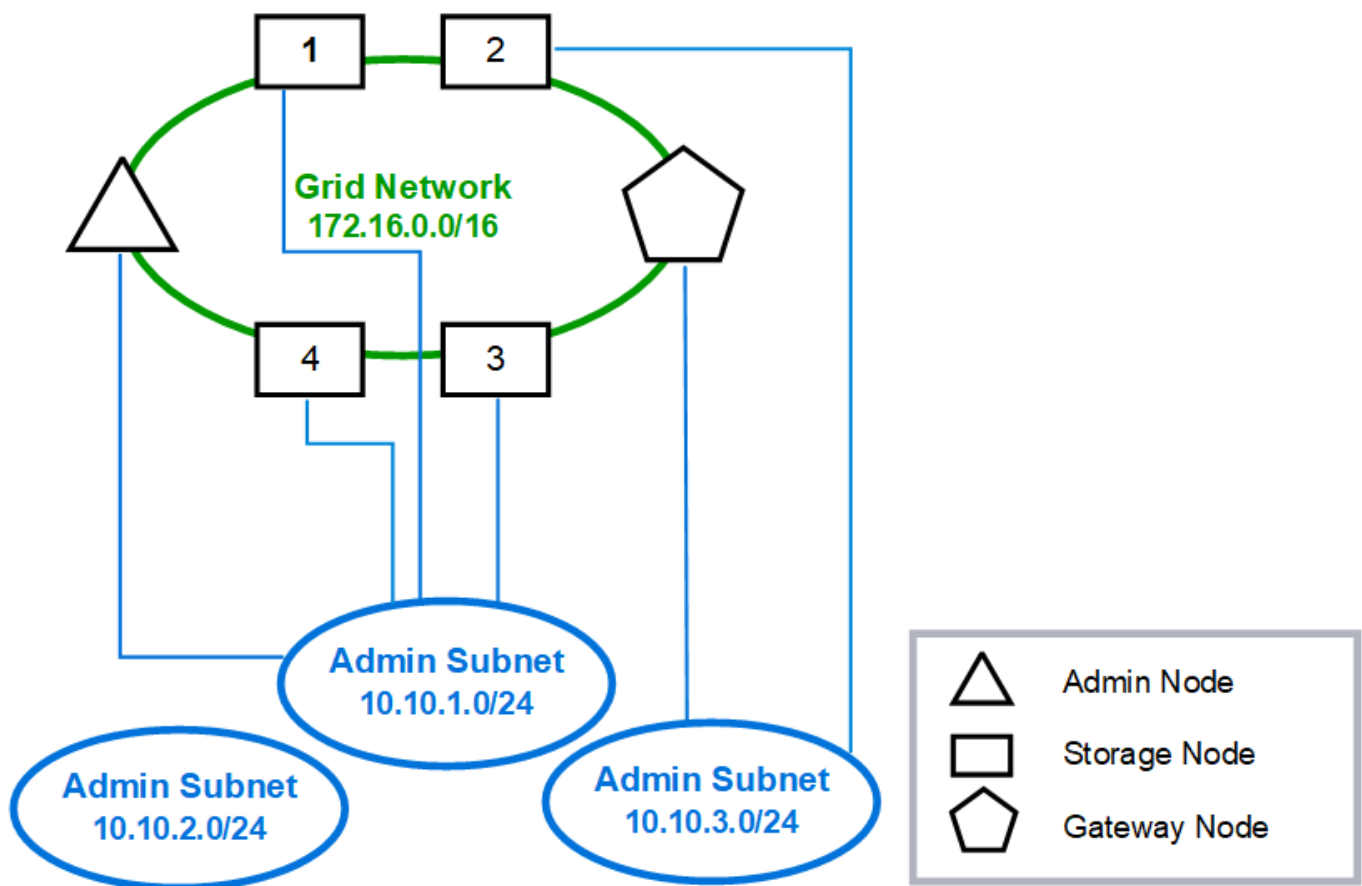 1
2
Grid Network
172.16.0.0/16
4
3
Admin Subnet
10.10.1.0/24
Admin Subnet
10.10.2.0/24
Admin Subnet
10.10.3.0/24
Admin Node
Storage Node
Gateway Node